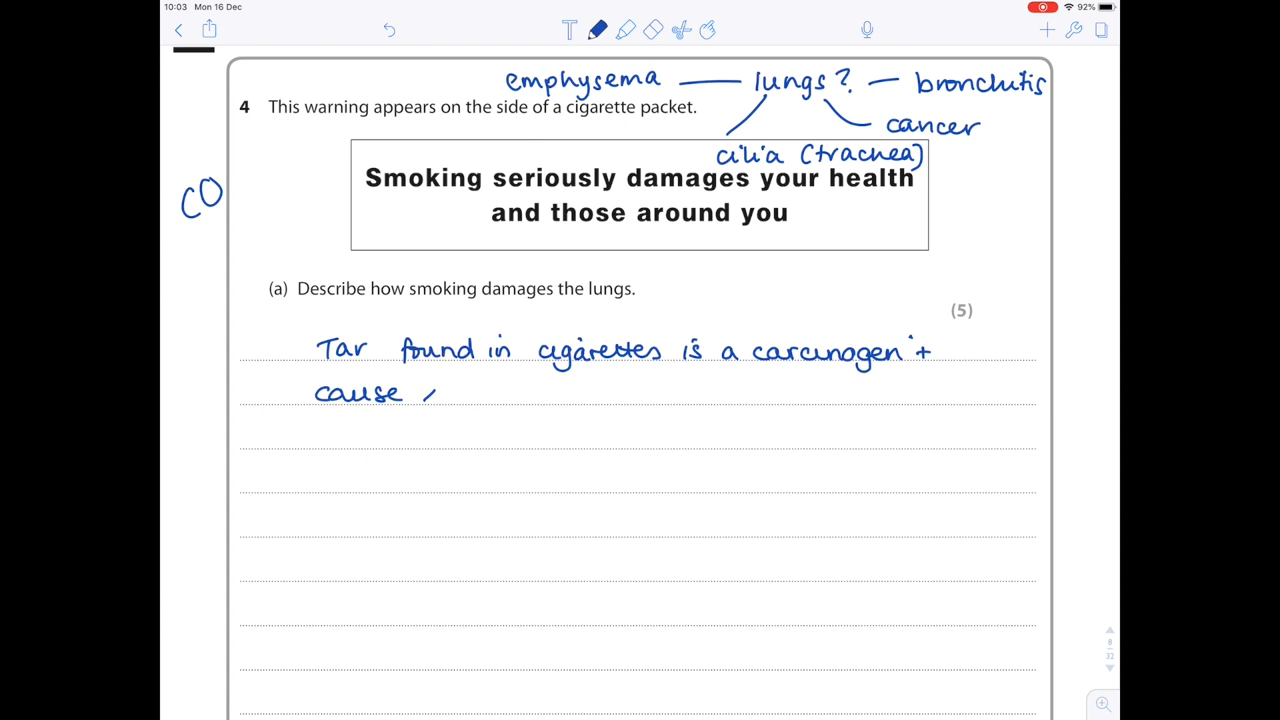 10:03 Mon 16 Dec
92%
T
emphysema — lungs? — bronchitis
4 This warning appears on the side of a cigarette packet.
cancer
cilia (trachea)
Smoking seriously damages your health
and those around you
CO
(a) Describe how smoking damages the lungs.
(5)
Tar found in cigarettes is a carcinogen +
cause
8
32